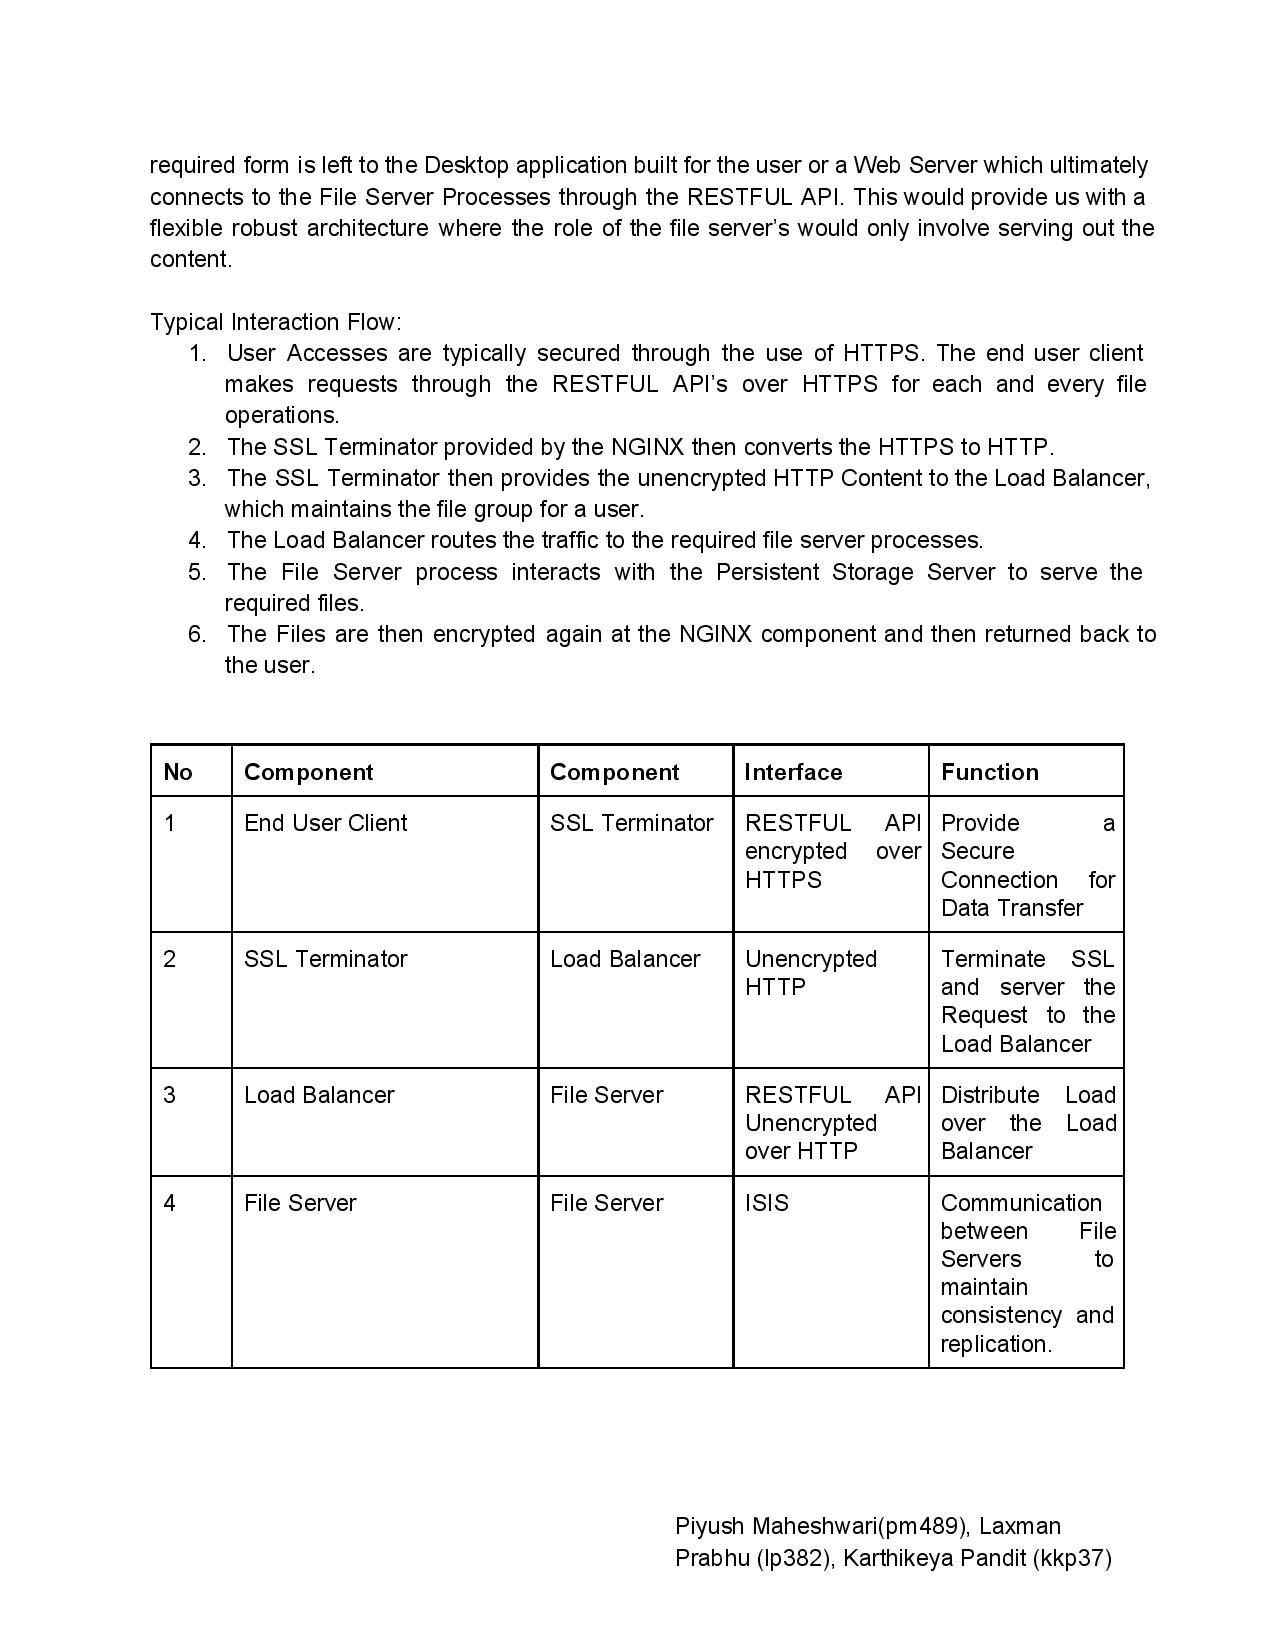 required form is left to the Desktop application built for the user or a Web Server which ultimately
connects to the File Server Processes through the RESTFUL API. This would provide us with a
flexible robust architecture where the role of the file server’s would only involve serving out the
content.
Typical Interaction Flow:
1. User Accesses are typically secured through the use of HTTPS. The end user client
makes requests through the RESTFUL API’s over HTTPS for each and every file
operations.
2. The SSL Terminator provided by the NGINX then converts the HTTPS to HTTP.
3. The SSL Terminator then provides the unencrypted HTTP Content to the Load Balancer,
which maintains the file group for a user.
4. The Load Balancer routes the traffic to the required file server processes.
5. The File Server process interacts with the Persistent Storage Server to serve the
required files.
6. The Files are then encrypted again at the NGINX component and then returned back to
the user.
No Component Component Interface Function
1 End User Client SSL Terminator RESTFUL API Provide a
encrypted over Secure
HTTPS Connection for
Data Transfer
2 SSL Terminator Load Balancer Unencrypted Terminate SSL
HTTP and server the
Request to the
Load Balancer
3 Load Balancer File Server RESTFUL API Distribute Load
Unencrypted over the Load
over HTTP Balancer
4 File Server File Server ISIS Communication
between File
Servers to
maintain
consistency and
replication.
Piyush Maheshwari(pm489), Laxman
Prabhu (lp382), Karthikeya Pandit (kkp37)